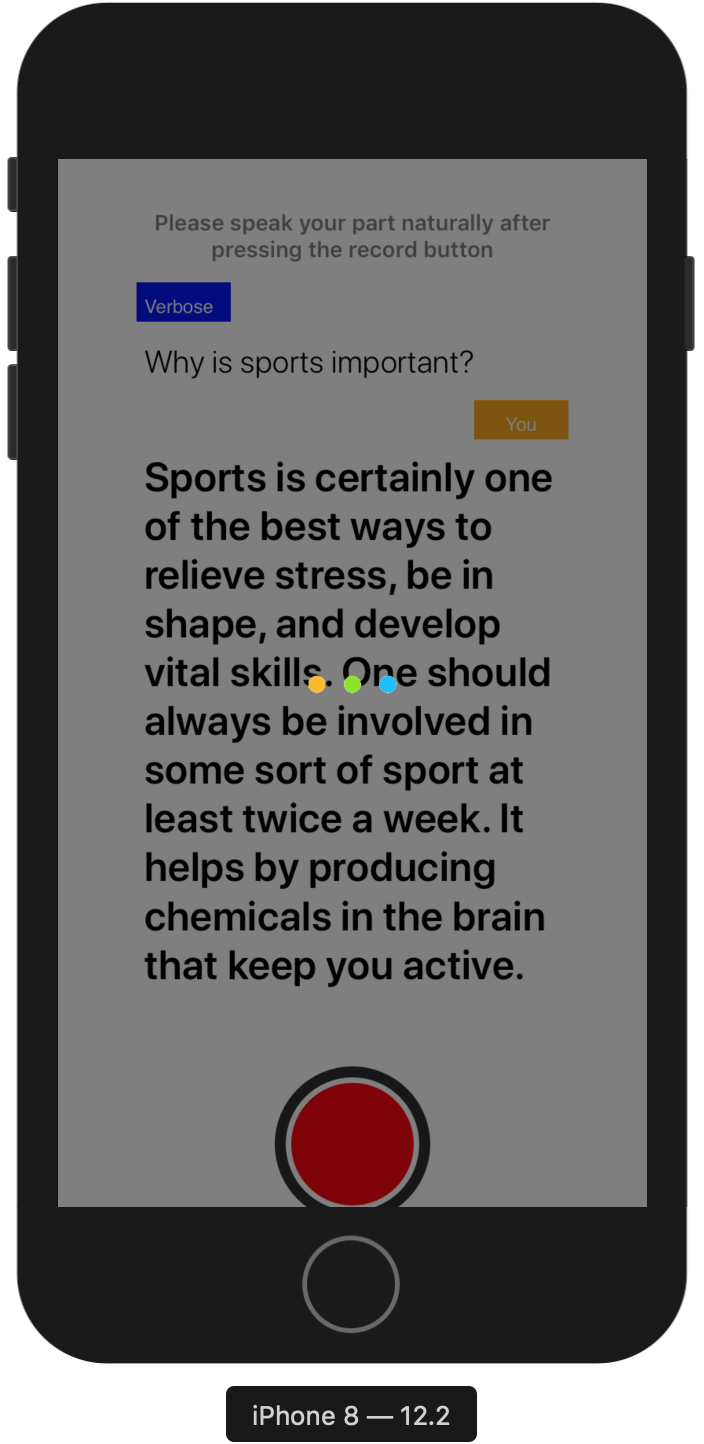 Please speak your part naturally after
pressing the record button
Verbose
Why is sports important?
You
Sports is certainly one
of the best ways to
relieve stress, be in
shape, and develop
vital skills. One should
always be involved in
some sort of sport at
least twice a week. It
helps by producing
chemicals in the brain
that keep you active.
iPhone 8 — 12.2